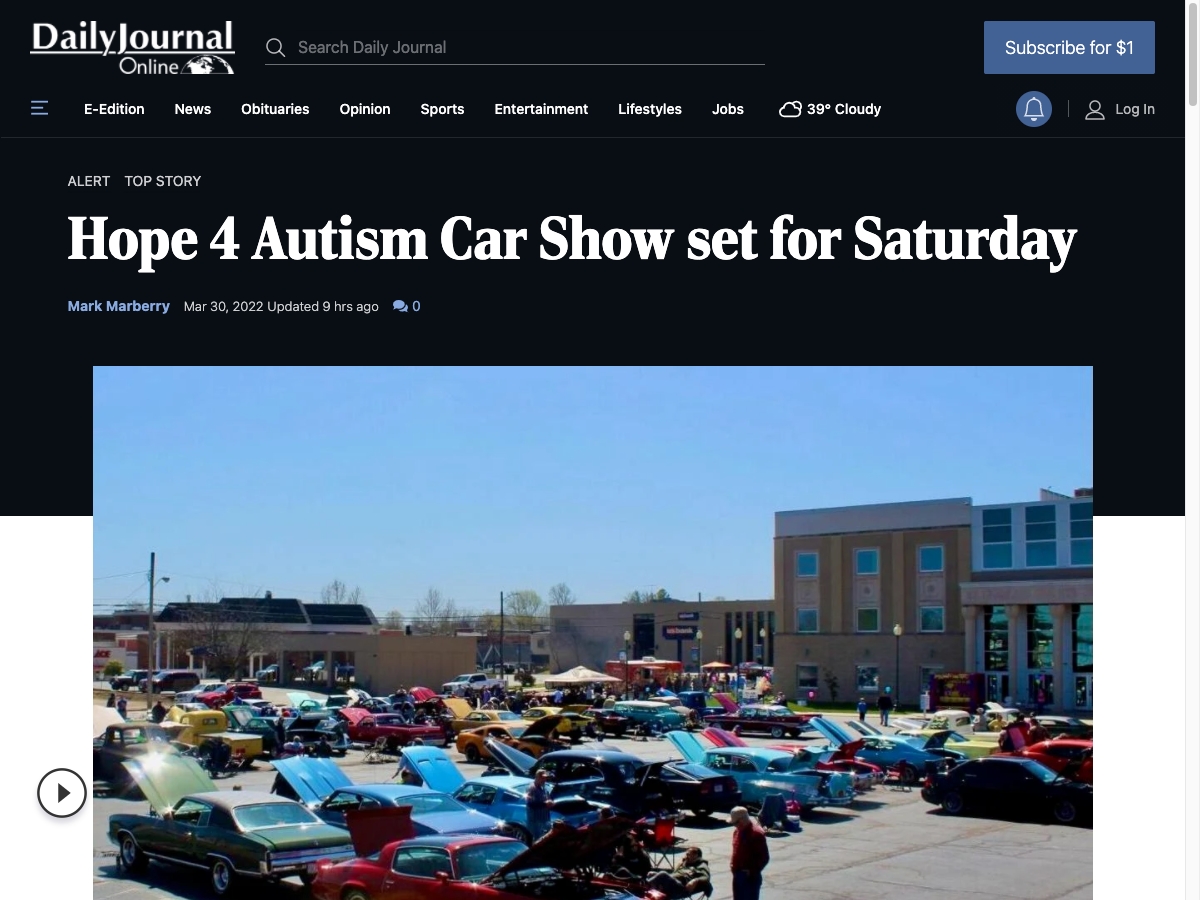 DailyJournal
Online
Search Daily Journal
Subscribe for $1
E-Edition News Obituaries Opinion Sports Entertainment Lifestyles Jobs 39° Cloudy Log In
ALERT TOP STORY
Hope 4 Autism Car Show set for Saturday
Mark Marberry Mar 30, 2022 Updated 9 hrs ago 0